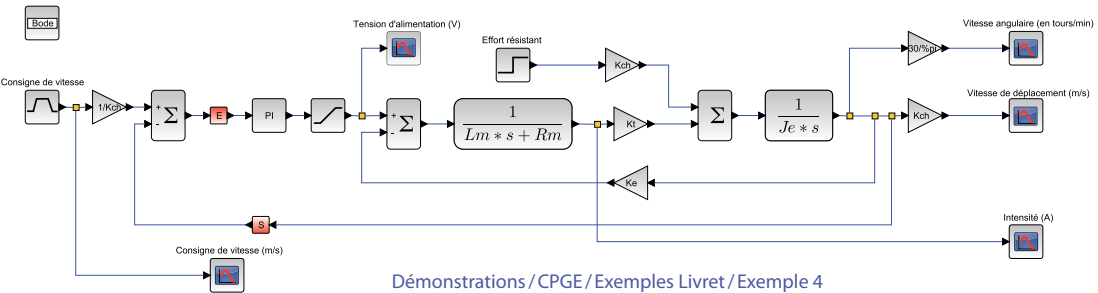 Bode
Tension d'alimentation (V)
Effort résistant
Vitesse angulaire (en tours/min)
30/%pi
Kch
Consigne de vitesse
Vitesse de déplacement (m/s)
1/Kch
+
-
Σ
E
PI
+
-
Σ
1
Lm * s + Rm
Kt
Σ
1
Je * s
Kch
Ke
S
Intensité (A)
Consigne de vitesse (m/s)
Démonstrations / CPGE / Exemples Livret / Exemple 4